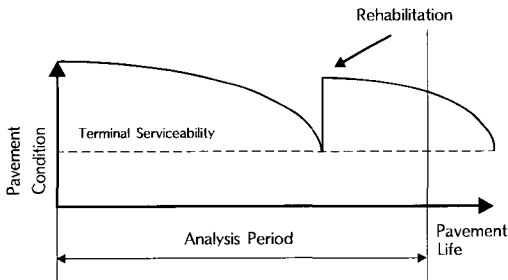 Rehabilitation
Terminal Serviceability
Pavement
Condition
Analysis Period
Pavement
Life